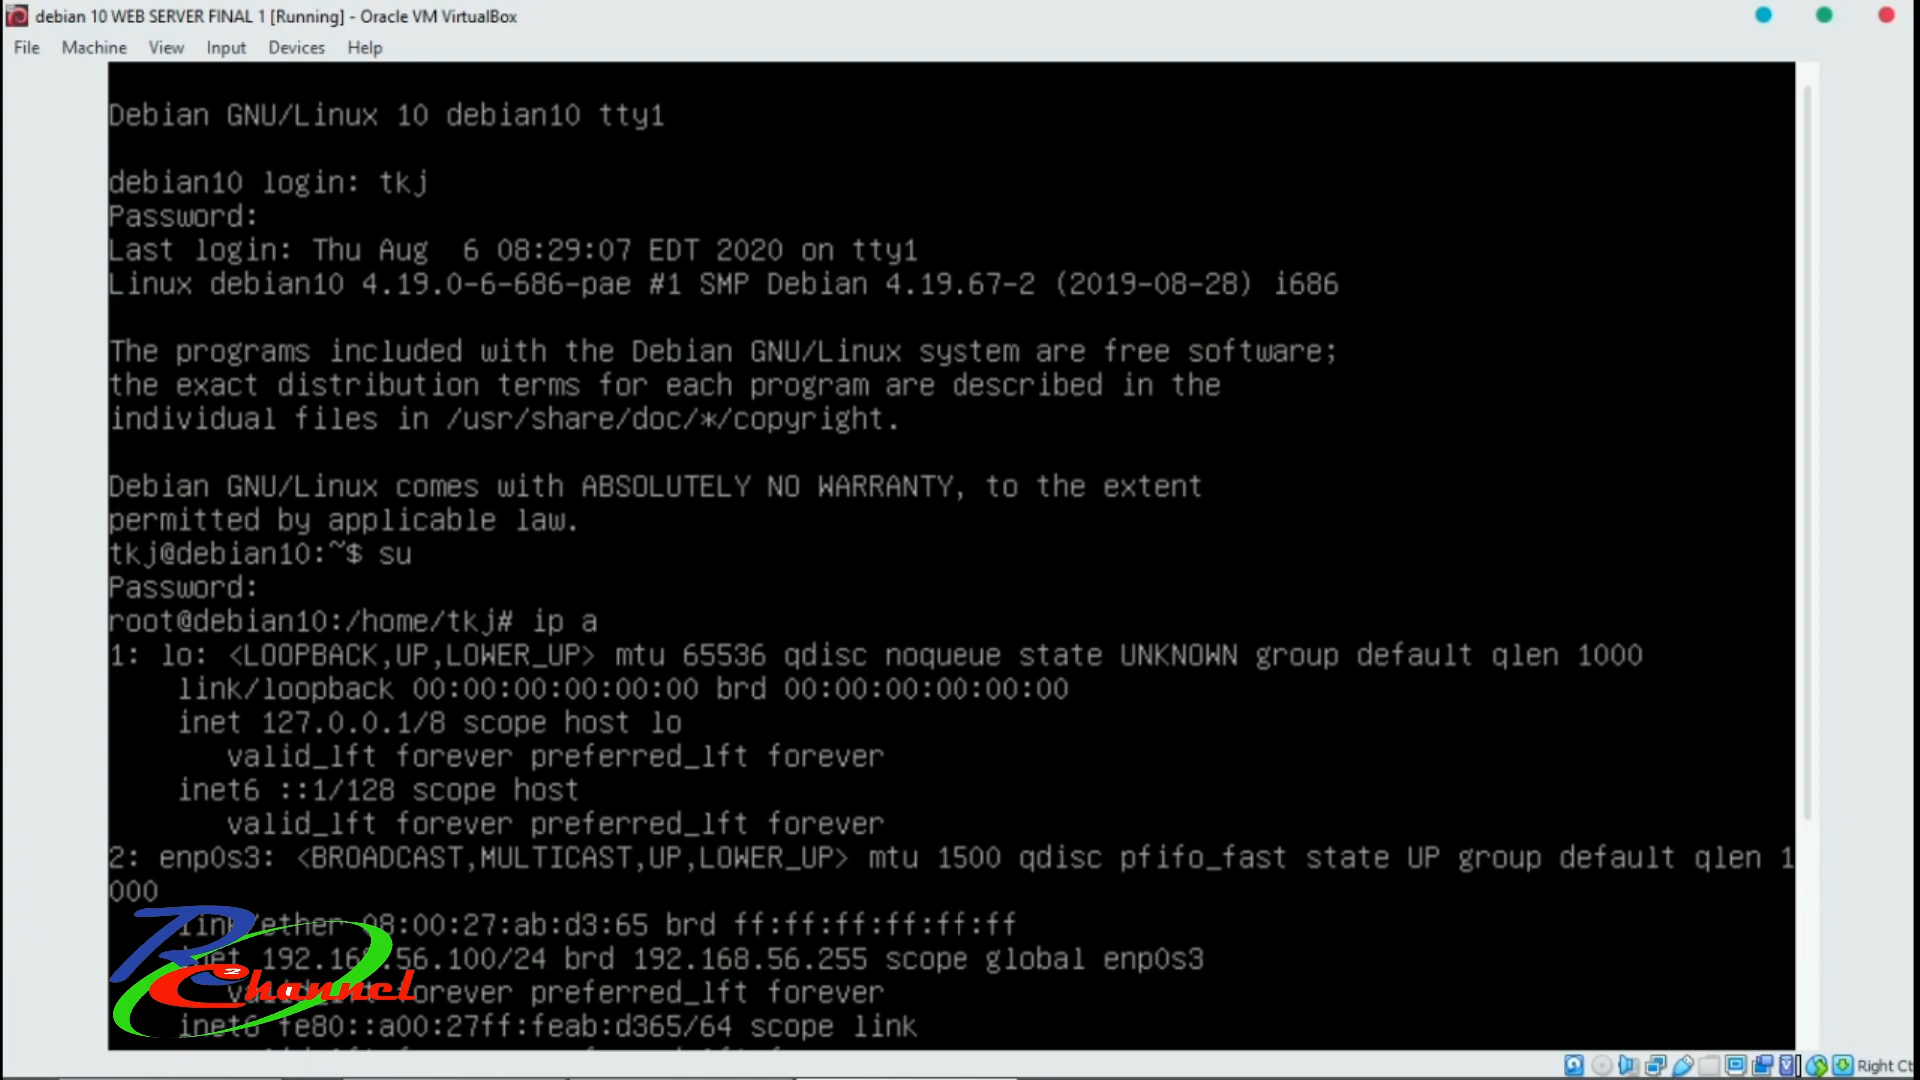 debian 10 WEB SERVER FINAL 1 [Running] - Oracle VM VirtualBox
File Machine View Input Devices Help
Debian GNU/Linux 10 debian10 tty1
debian10 login: tkj
Password:
Last login: Thu Aug  6 08:29:07 EDT 2020 on tty1
Linux debian10 4.19.0-6-686-pae #1 SMP Debian 4.19.67-2 (2019-08-28) i686
The programs included with the Debian GNU/Linux system are free software;
the exact distribution terms for each program are described in the
individual files in /usr/share/doc/*/copyright.
Debian GNU/Linux comes with ABSOLUTELY NO WARRANTY, to the extent
permitted by applicable law.
tkj@debian10:~$ su
Password:
root@debian10:/home/tkj# ip a
1: lo: <LOOPBACK,UP,LOWER_UP> mtu 65536 qdisc noqueue state UNKNOWN group default qlen 1000
link/loopback 00:00:00:00:00:00 brd 00:00:00:00:00:00
inet 127.0.0.1/8 scope host lo
valid_lft forever preferred_lft forever
inet6 ::1/128 scope host
valid_lft forever preferred_lft forever
2: enp0s3: <BROADCAST,MULTICAST,UP,LOWER_UP> mtu 1500 qdisc pfifo_fast state UP group default qlen 1
000
link/ether 08:00:27:ab:d3:65 brd ff:ff:ff:ff:ff:ff
inet 192.168.56.100/24 brd 192.168.56.255 scope global enp0s3
forever preferred_lft forever
inet6 fe80::a00:27ff:feab:d365/64 scope link
R 2 Channel
Right Ct